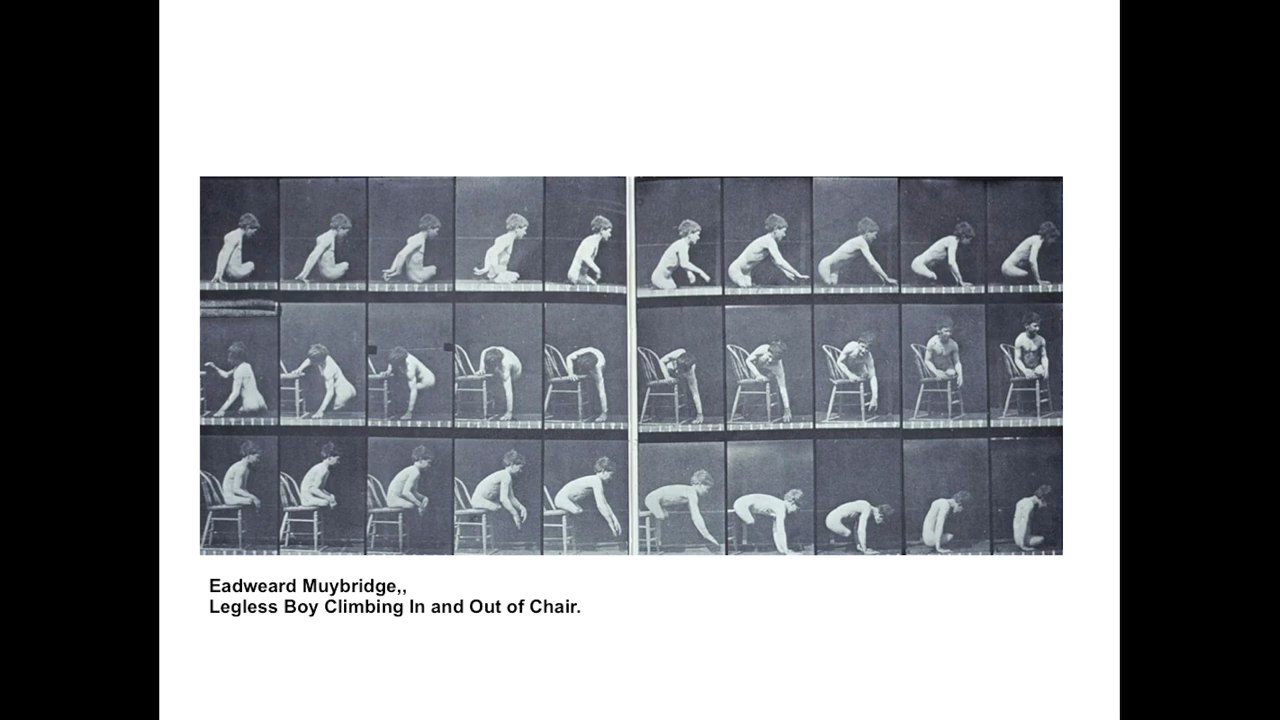 Eadweard Muybridge,,
Legless Boy Climbing In and Out of Chair.